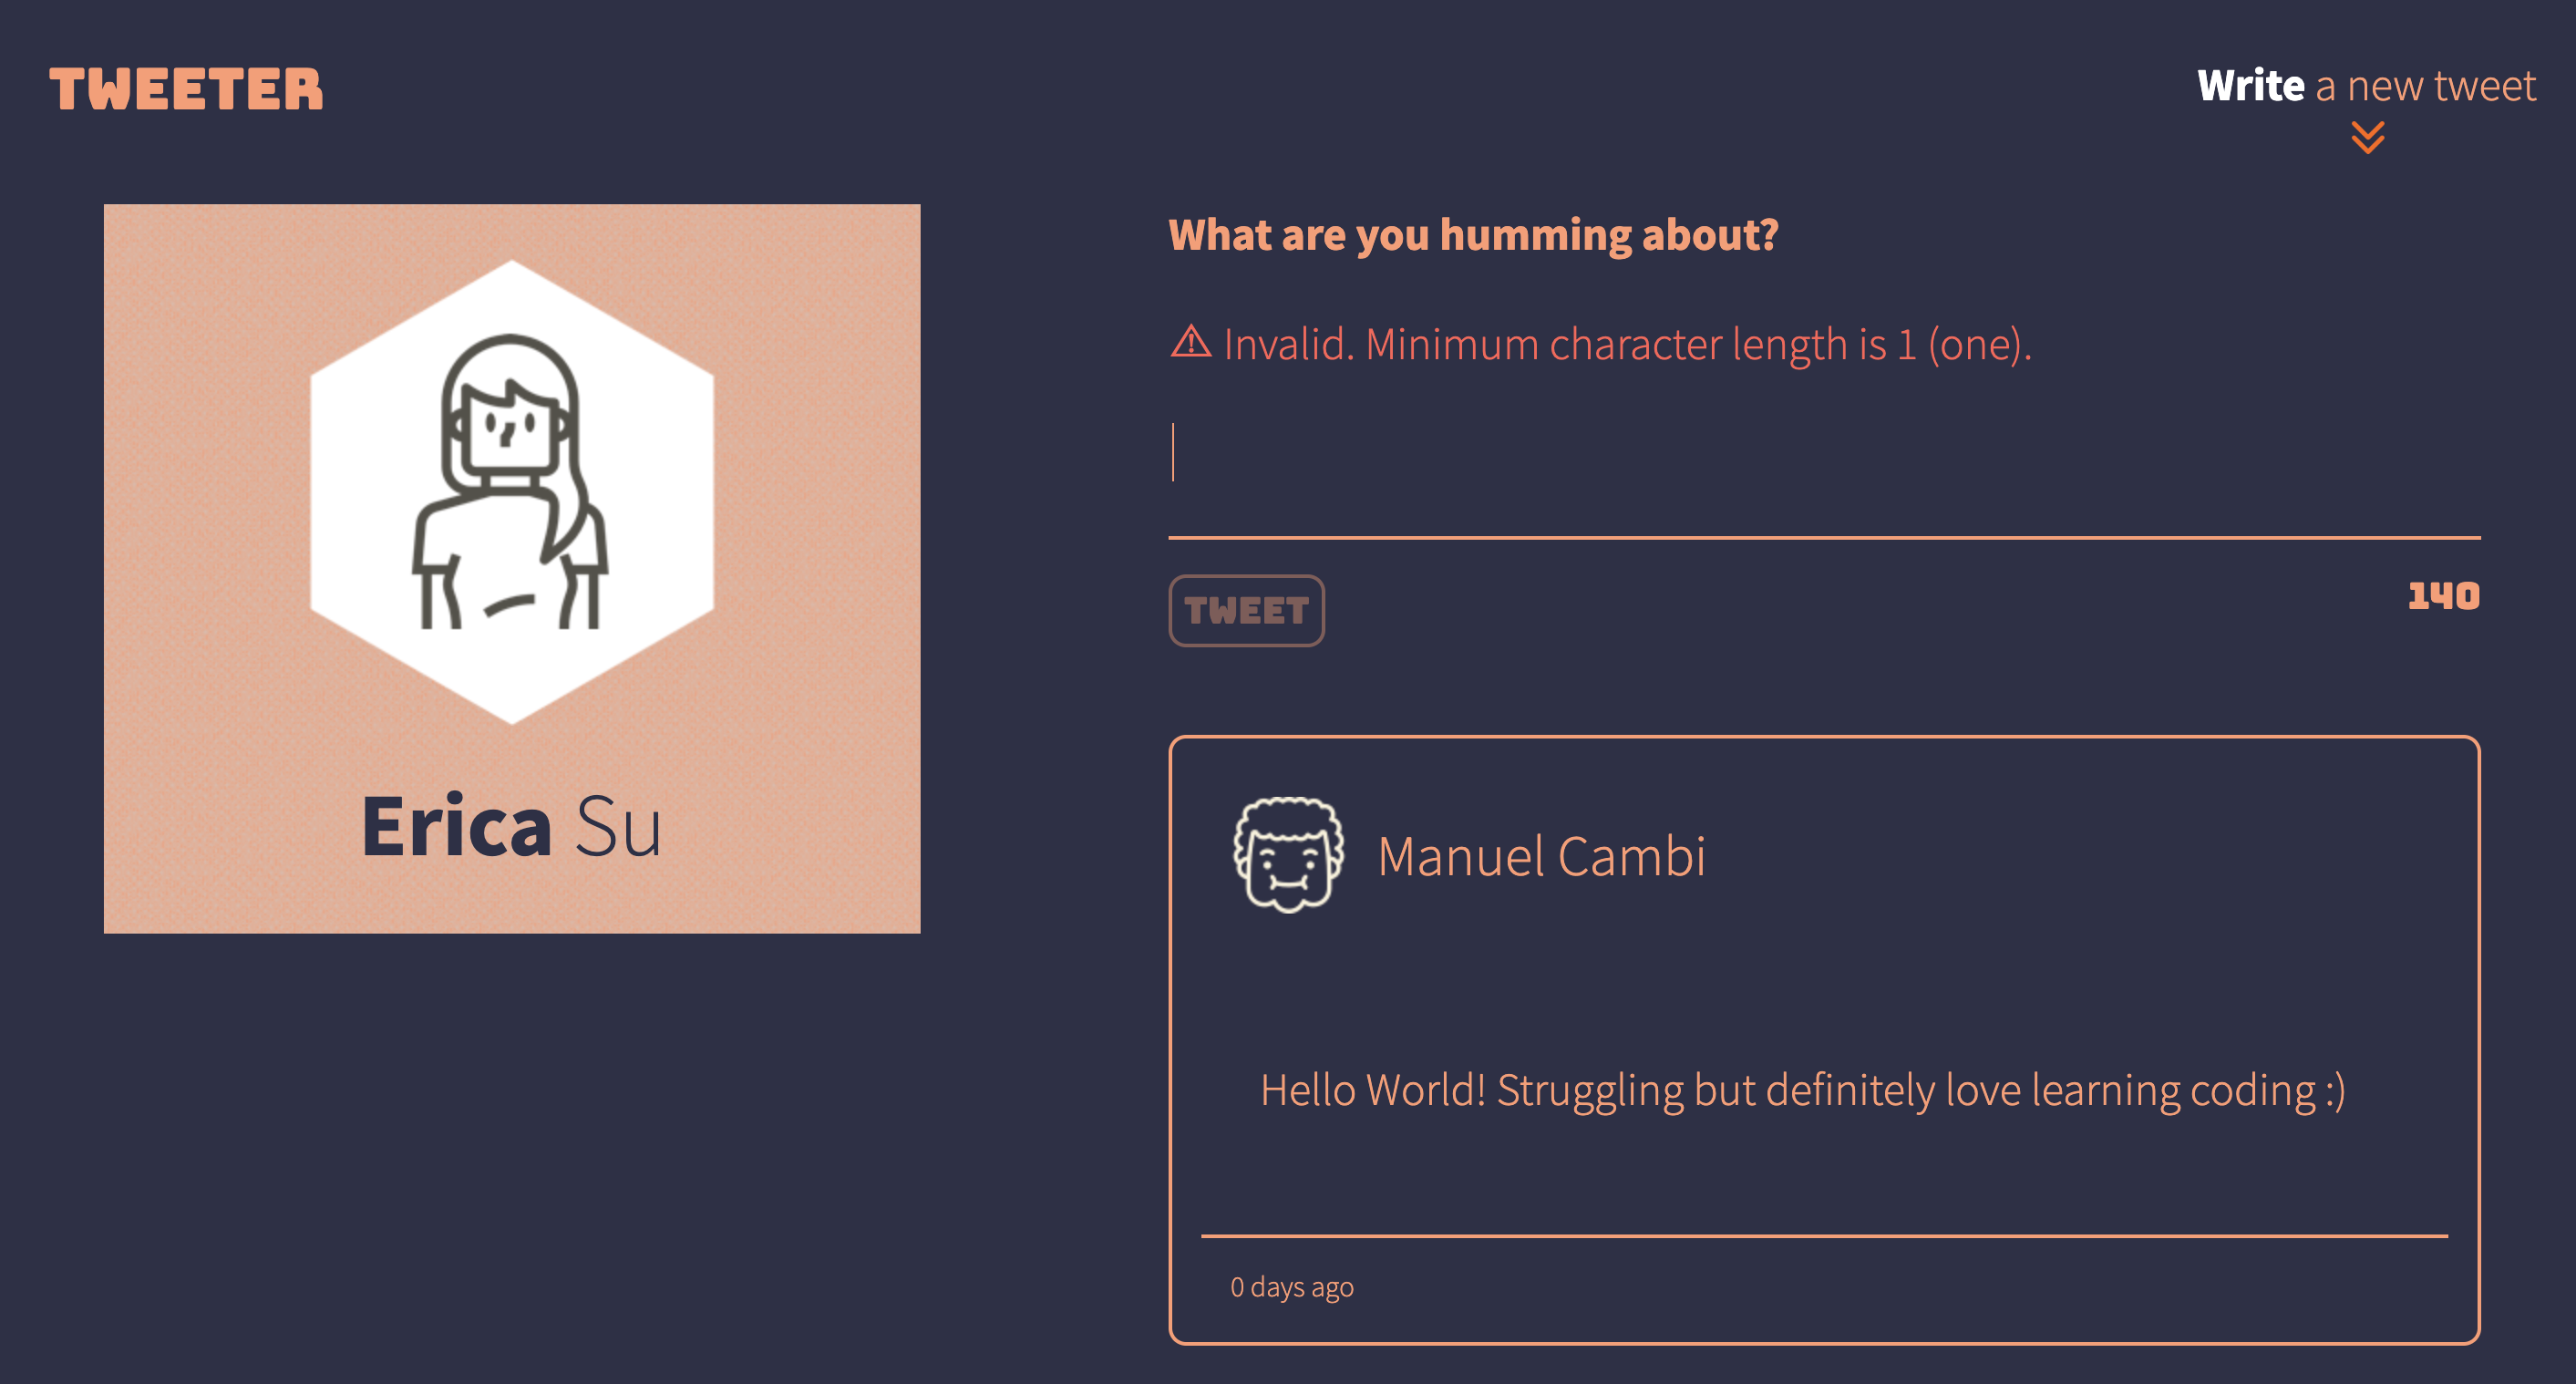 TWEETER
Write a new tweet
Erica Su
What are you humming about?
⚠ Invalid. Minimum character length is 1 (one).
TWEET
140
Manuel Cambi
Hello World! Struggling but definitely love learning coding :)
0 days ago